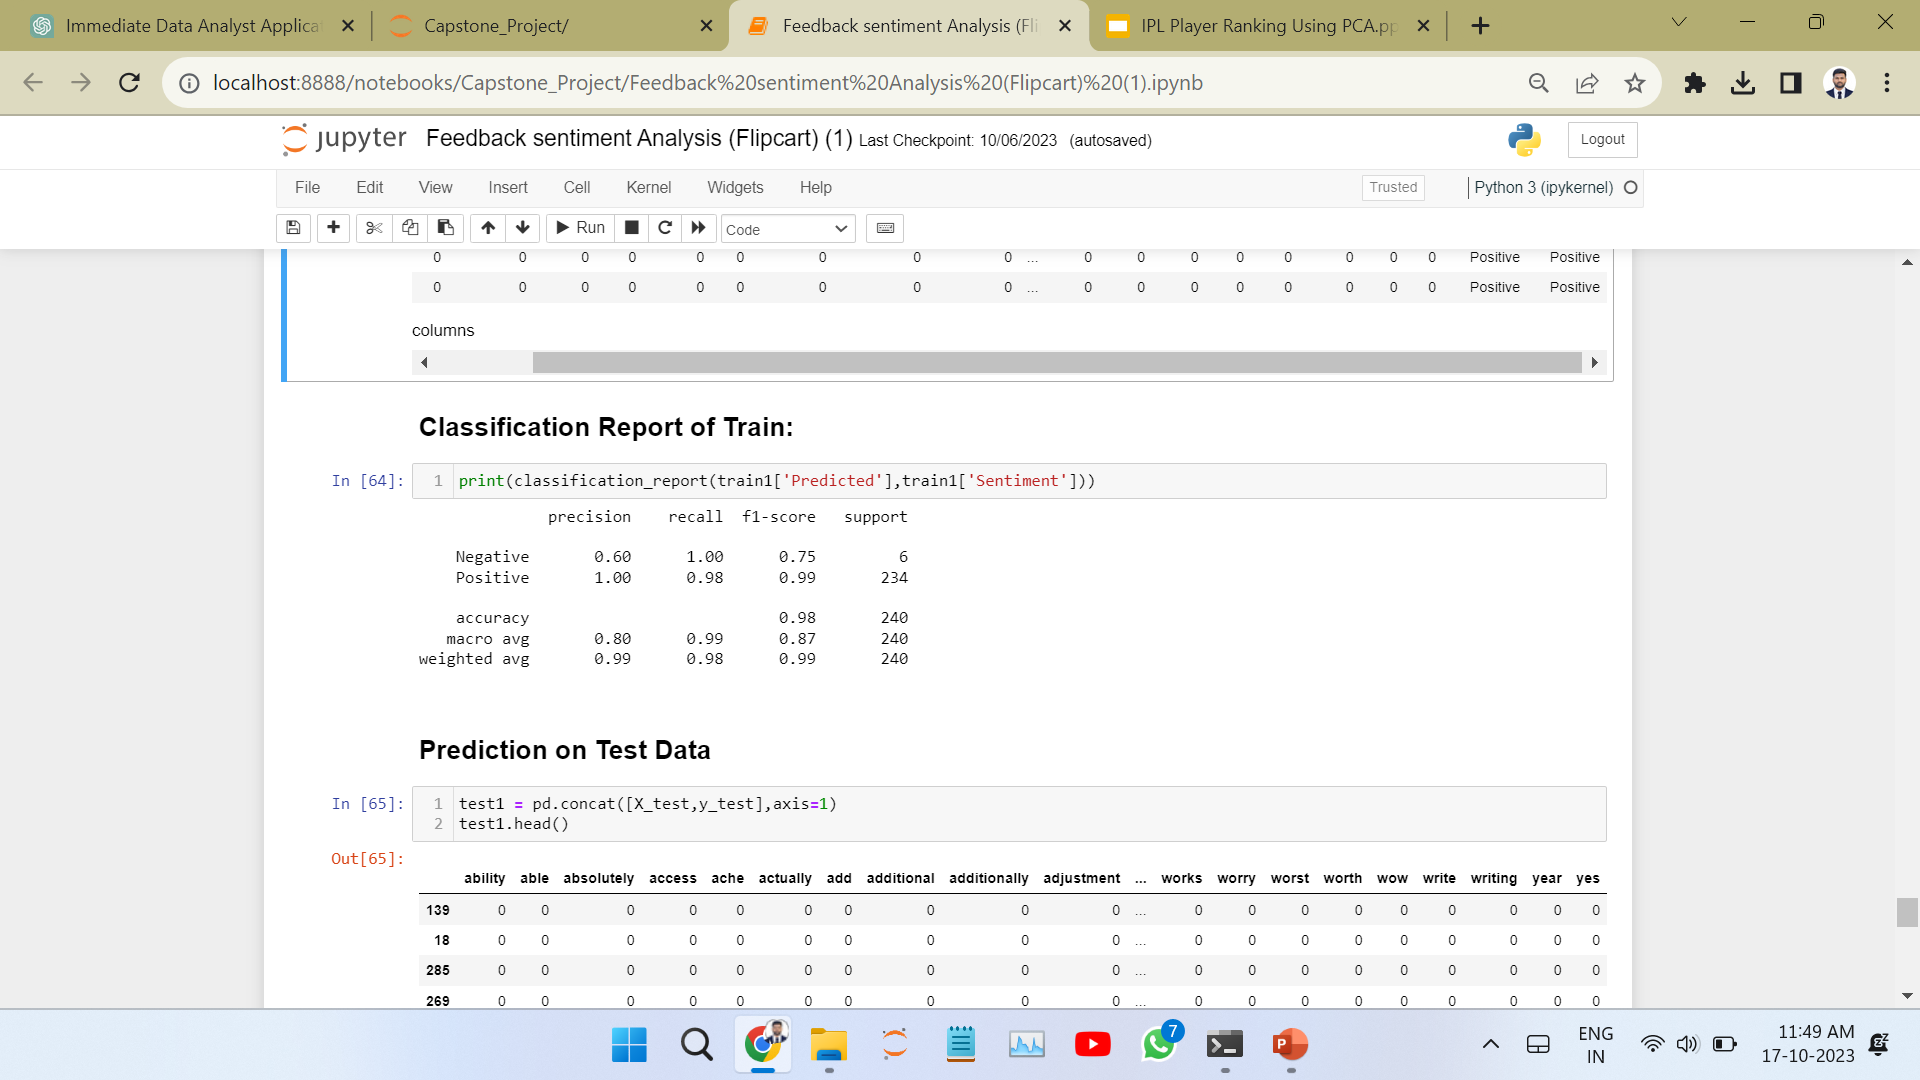 Immediate Data Analyst Applicat
Capstone_Project/
Feedback sentiment Analysis (Fli
IPL Player Ranking Using PCA.pp
localhost:8888/notebooks/Capstone_Project/Feedback%20sentiment%20Analysis%20(Flipcart)%20(1).ipynb
jupyter Feedback sentiment Analysis (Flipcart) (1) Last Checkpoint: 10/06/2023 (autosaved)
Logout
File Edit View Insert Cell Kernel Widgets Help
Trusted
Python 3 (ipykernel)
Run
Code
0 0 0 0 0 0 0 0 0 ... 0 0 0 0 0 0 0 0 Positive Positive
0 0 0 0 0 0 0 0 0 ... 0 0 0 0 0 0 0 0 Positive Positive
columns
Classification Report of Train:
In [64]: 1 print(classification_report(train1['Predicted'],train1['Sentiment']))
precision recall f1-score support
Negative 0.60 1.00 0.75 6
Positive 1.00 0.98 0.99 234
accuracy 0.98 240
macro avg 0.80 0.99 0.87 240
weighted avg 0.99 0.98 0.99 240
Prediction on Test Data
In [65]: 1 test1 = pd.concat([X_test,y_test],axis=1)
2 test1.head()
Out[65]:
ability able absolutely access ache actually add additional additionally adjustment ... works worry worst worth wow write writing year yes
139 0 0 0 0 0 0 0 0 0 0 ... 0 0 0 0 0 0 0 0 0
18 0 0 0 0 0 0 0 0 0 0 ... 0 0 0 0 0 0 0 0 0
285 0 0 0 0 0 0 0 0 0 0 ... 0 0 0 0 0 0 0 0 0
269 0 0 0 0 0 0 0 0 0 0 ... 0 0 0 0 0 0 0 0 0
7
P
ENG
IN
11:49 AM
17-10-2023